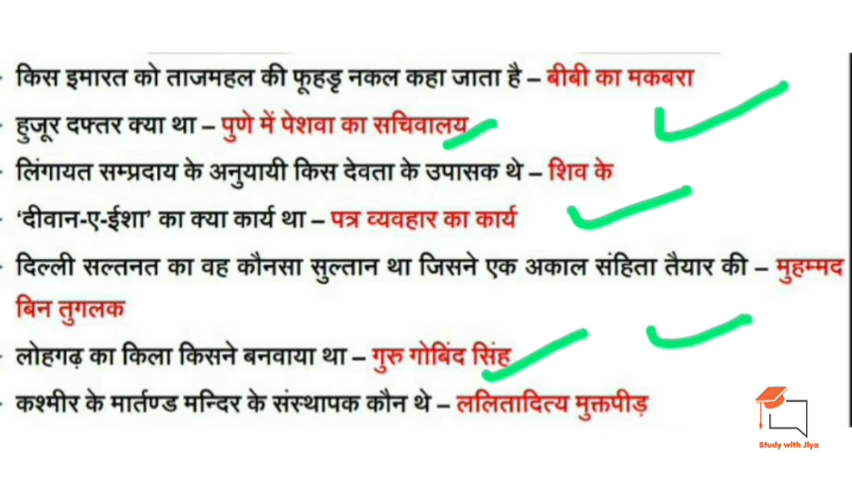 किस इमारत को ताजमहल की फूहड़ नकल कहा जाता है – बीबी का मकबरा
हुजूर दफ्तर क्या था – पुणे में पेशवा का सचिवालय
लिंगायत सम्प्रदाय के अनुयायी किस देवता के उपासक थे – शिव के
'दीवान-ए-ईशा' का क्या कार्य था – पत्र व्यवहार का कार्य
दिल्ली सल्तनत का वह कौनसा सुल्तान था जिसने एक अकाल संहिता तैयार की – मुहम्मद
बिन तुगलक
लोहगढ़ का किला किसने बनवाया था – गुरु गोबिंद सिंह
कश्मीर के मार्तण्ड मन्दिर के संस्थापक कौन थे – ललितादित्य मुक्तपीड़
Study with Jiya